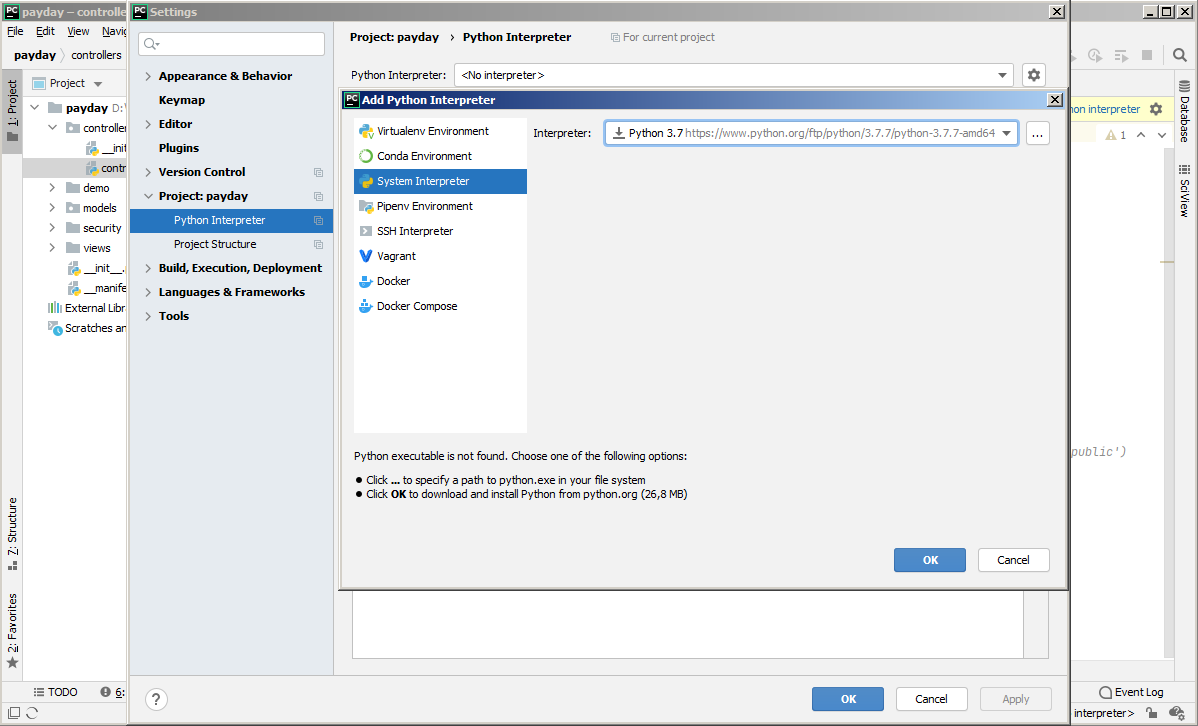 PC payday – controlle
PC Settings
File Edit View Navig
payday controllers
Project: payday › Python Interpreter For current project
Python Interpreter: <No interpreter>
1: Project
Project
payday D:\
controller
__init
contr
demo
models
security
views
__init__.
__manife
External Libr
Scratches an
Z: Structure
2: Favorites
TODO
6:
Appearance & Behavior
Keymap
Editor
Plugins
Version Control
Project: payday
Python Interpreter
Project Structure
Build, Execution, Deployment
Languages & Frameworks
Tools
PC Add Python Interpreter
Virtualenv Environment
Conda Environment
System Interpreter
Pipenv Environment
SSH Interpreter
Vagrant
Docker
Docker Compose
Interpreter: Python 3.7 https://www.python.org/ftp/python/3.7.7/python-3.7.7-amd64 ...
Python executable is not found. Choose one of the following options:
● Click ... to specify a path to python.exe in your file system
● Click OK to download and install Python from python.org (26,8 MB)
OK Cancel
? OK Cancel Apply
on interpreter
1
Database
SciView
public')
Event Log
interpreter>